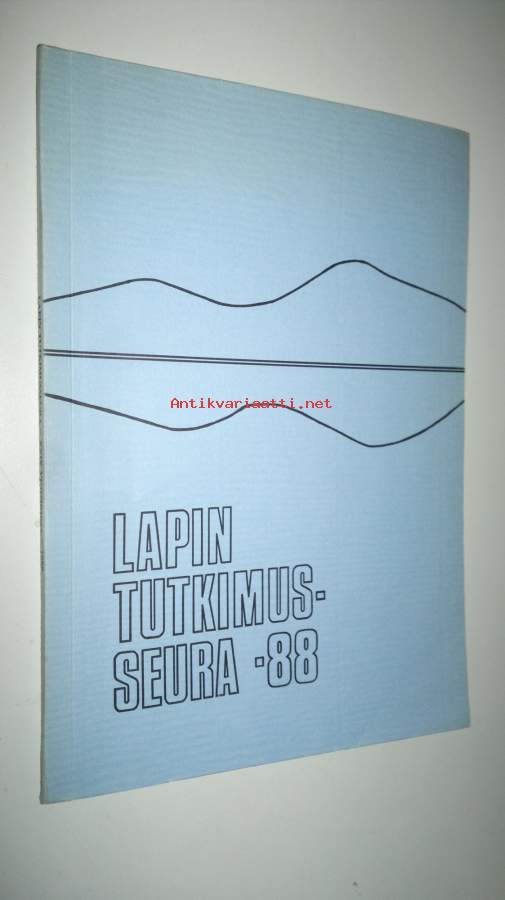 Antikvariaatti.net
LAPIN
TUTKIMUS-
SEURA -88